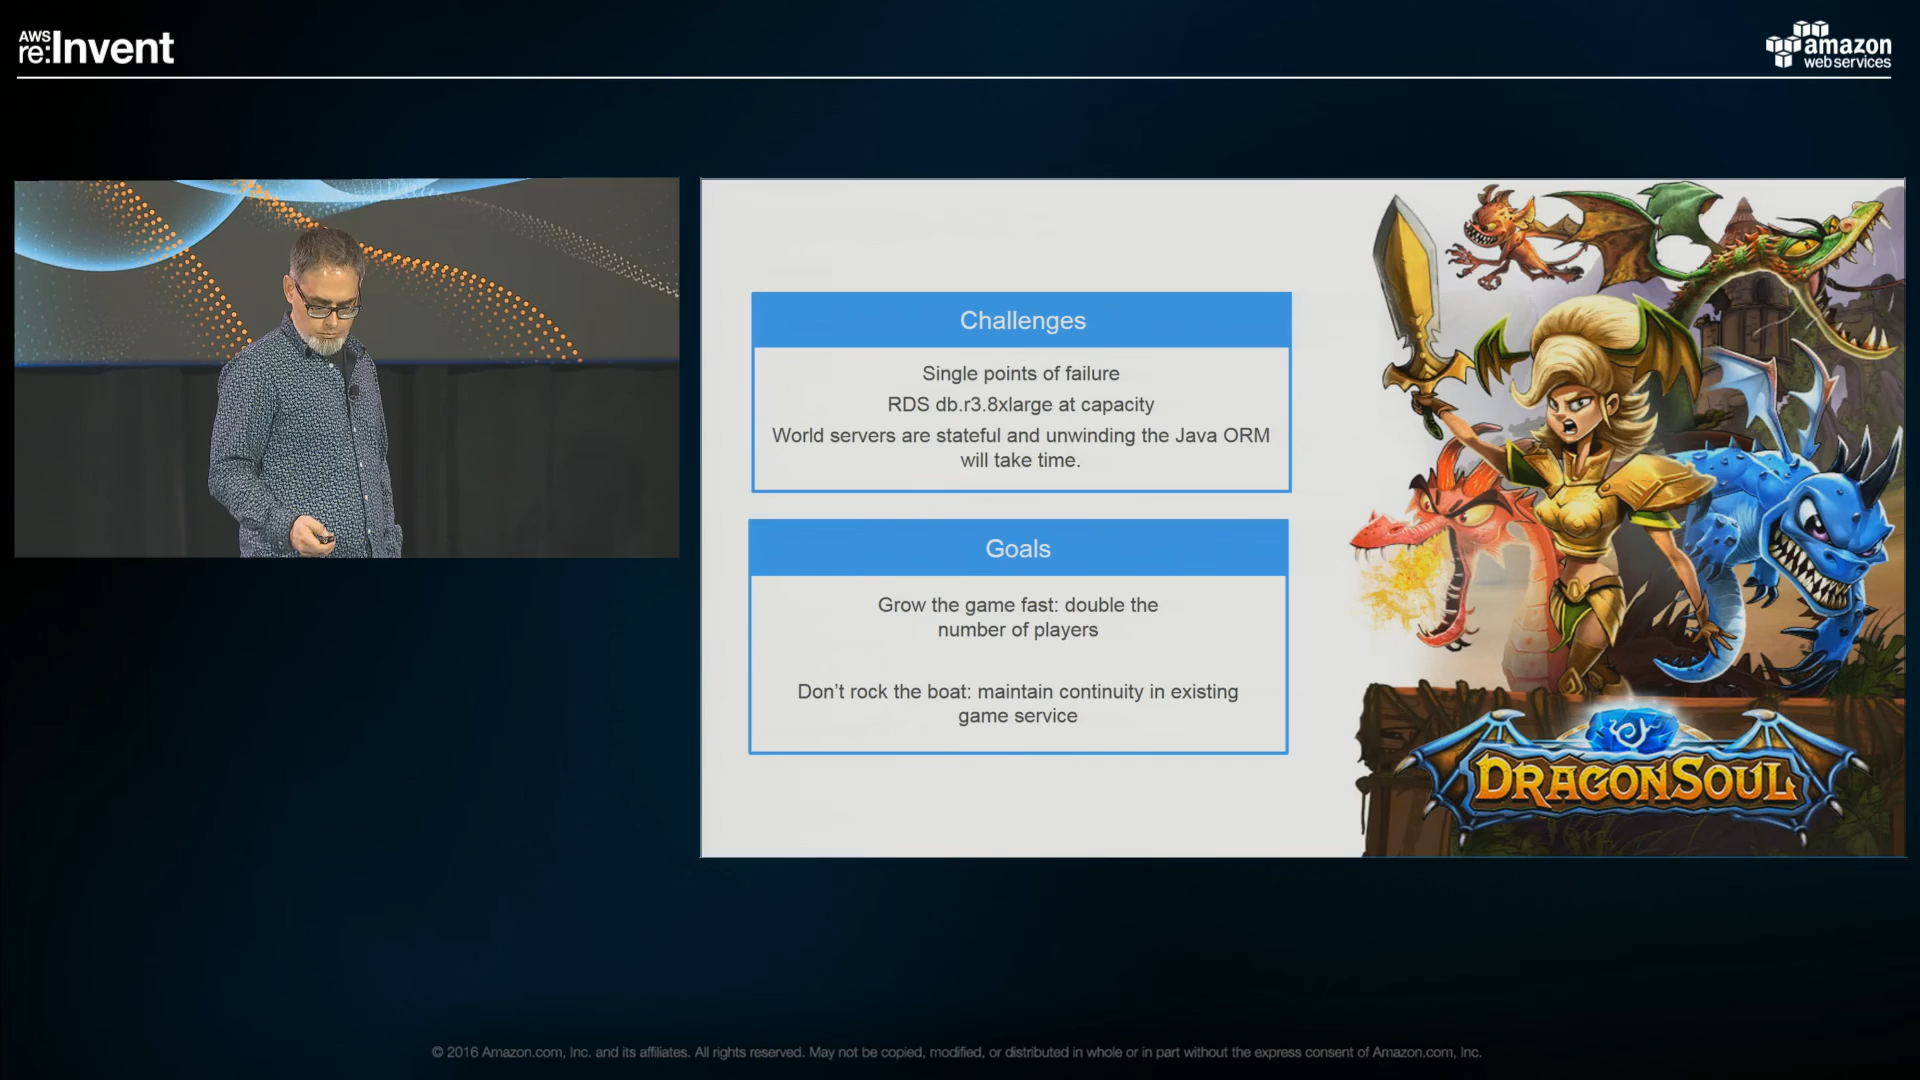 AWS
re:Invent
amazon
web services
Challenges
Single points of failure
RDS db.r3.8xlarge at capacity
World servers are stateful and unwinding the Java ORM
will take time.
Goals
Grow the game fast: double the
number of players
Don’t rock the boat: maintain continuity in existing
game service
DRAGONSOUL
© 2016 Amazon.com, Inc. and its affiliates. All rights reserved. May not be copied, modified, or distributed in whole or in part without the express consent of Amazon.com, Inc.